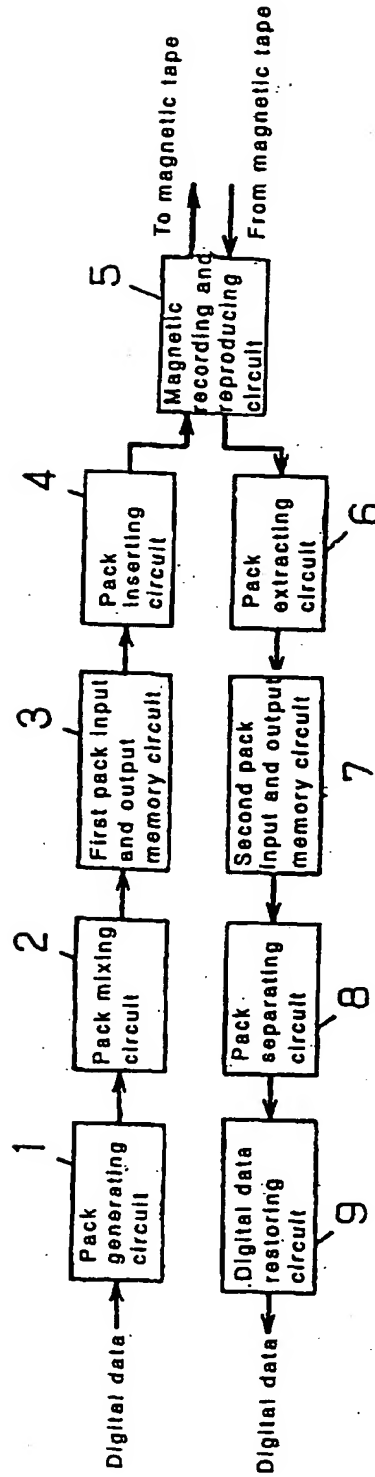 Digital data
1
Pack
generating
circuit
2
Pack mixing
circuit
3
First pack input
and output
memory circuit
4
Pack
inserting
circuit
5
Magnetic
recording and
reproducing
circuit
To magnetic tape
From magnetic tape
Pack
extracting
circuit
6
Second pack
input and output
memory circuit
7
Pack
separating
circuit
8
Digital data
restoring
circuit
9
Digital data